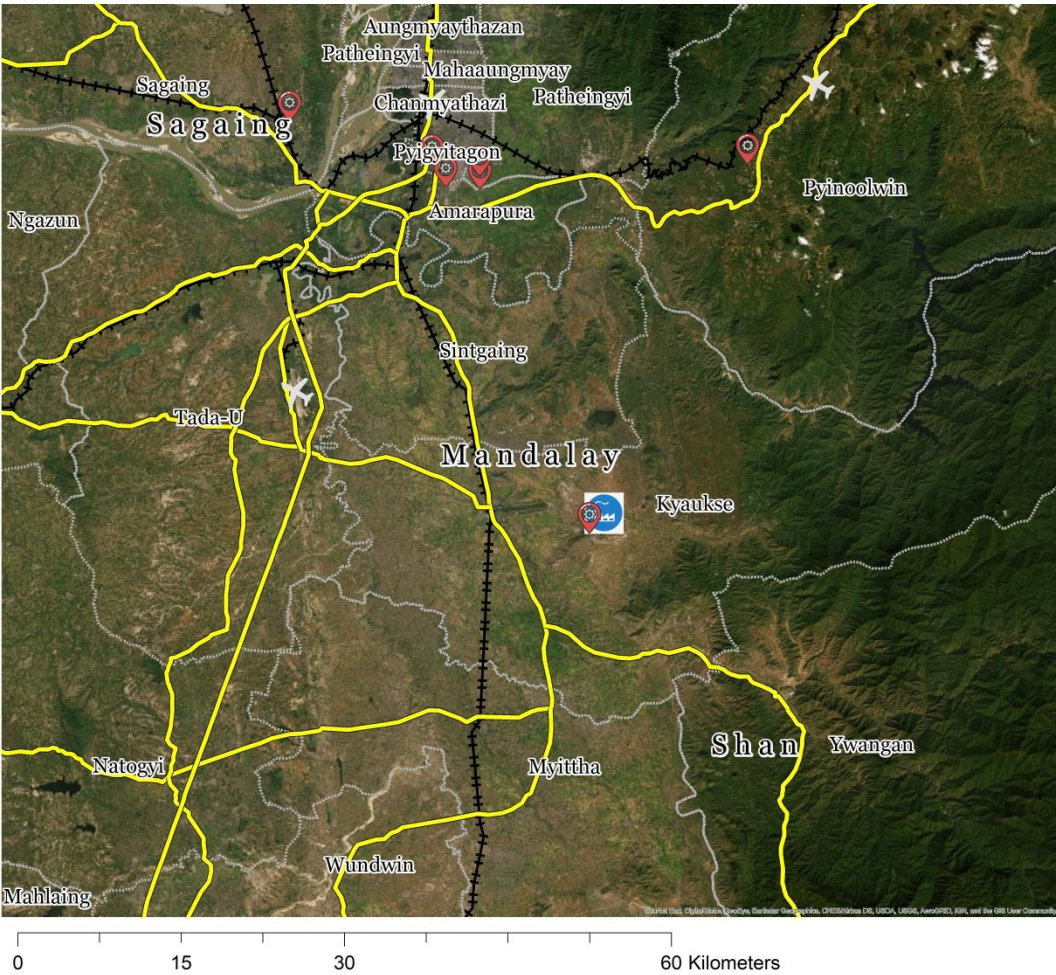 Aungmyaythazan
Patheingyi
Mahaaungmyay
Sagaing
Chanmyathazi
Patheingyi
Sagaing
Pyigyitagon
Pyinoolwin
Amarapura
Ngazun
Sintgaing
Tada-U
Mandalay
Kyaukse
Shan
Ywangan
Natogyi
Myittha
Wundwin
Mahlaing
0 15 30 60 Kilometers